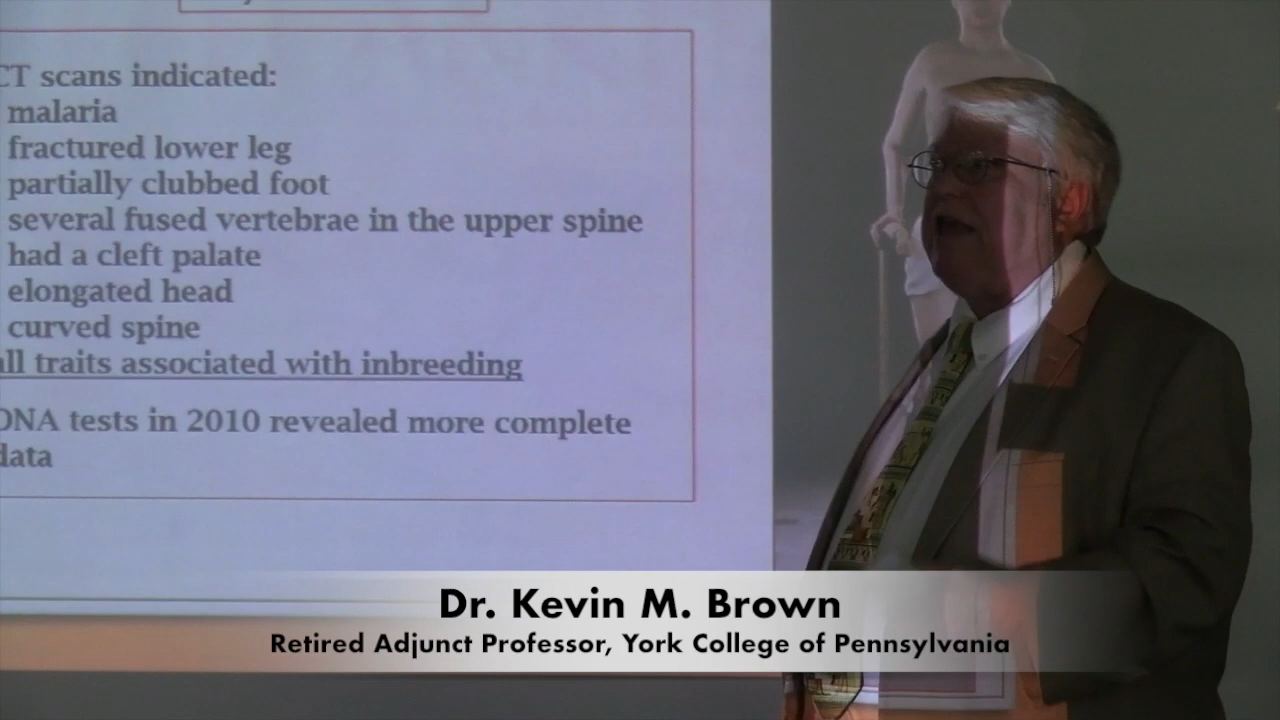 CT scans indicated:
malaria
fractured lower leg
partially clubbed foot
several fused vertebrae in the upper spine
had a cleft palate
elongated head
curved spine
all traits associated with inbreeding
DNA tests in 2010 revealed more complete
data
Dr. Kevin M. Brown
Retired Adjunct Professor, York College of Pennsylvania